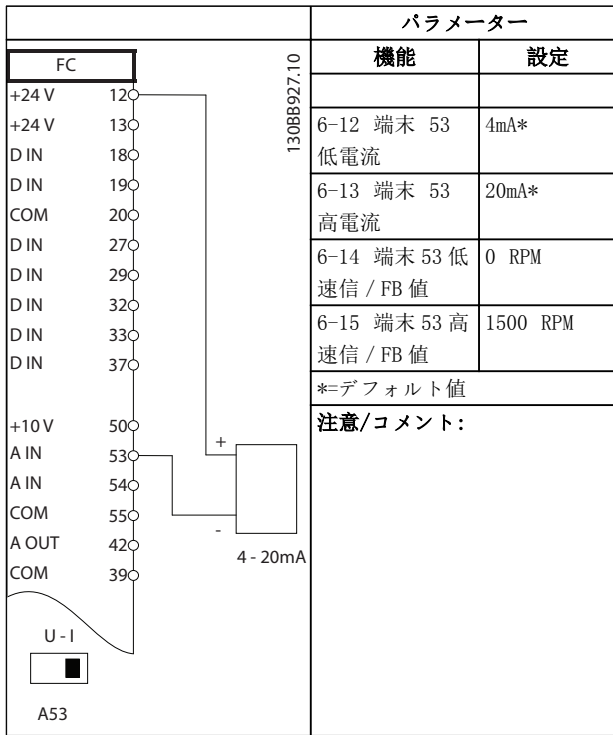 パラメーター
機能 設定
FC
130BB927.10
+24 V 12
+24 V 13
D IN 18
D IN 19
COM 20
D IN 27
D IN 29
D IN 32
D IN 33
D IN 37
+10 V 50
A IN 53
A IN 54
COM 55
A OUT 42
COM 39
+
-
4 - 20mA
U - I
A53
6-12 端末 53 4mA*
低電流
6-13 端末 53 20mA*
高電流
6-14 端末 53 低 0 RPM
速信 / FB 値
6-15 端末 53 高 1500 RPM
速信 / FB 値
*=デフォルト値
注意/コメント: